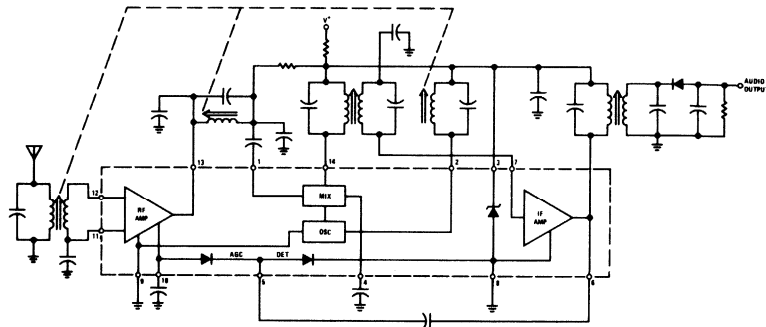 V+
AUDIO
OUTPUT
13
1
14
2
3
7
12
RF
AMP
MIX
IF
AMP
11
OSC
AGC
DET
9
10
5
4
8
6